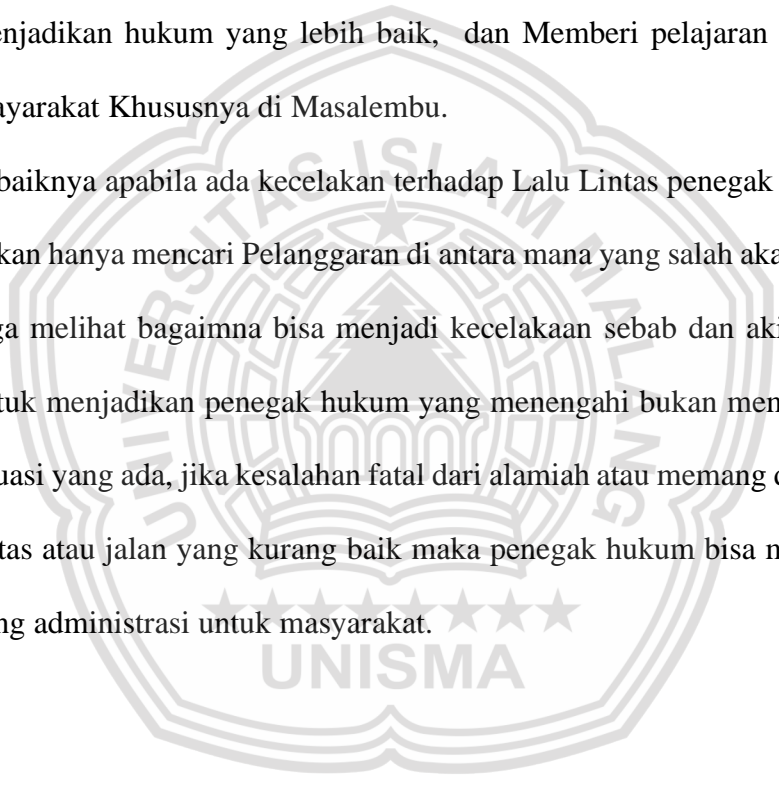 enjadikan hukum yang lebih baik, dan Memberi pelajaran
ayarakat Khususnya di Masalembu.
baiknya apabila ada kecelakan terhadap Lalu Lintas penegak
kan hanya mencari Pelanggaran di antara mana yang salah aka
ga melihat bagaimna bisa menjadi kecelakaan sebab dan aki
tuk menjadikan penegak hukum yang menengahi bukan men
uasi yang ada, jika kesalahan fatal dari alamiah atau memang
tas atau jalan yang kurang baik maka penegak hukum bisa
ng administrasi untuk masyarakat.
UNIVERSITAS ISLAM MALANG
UNISMA